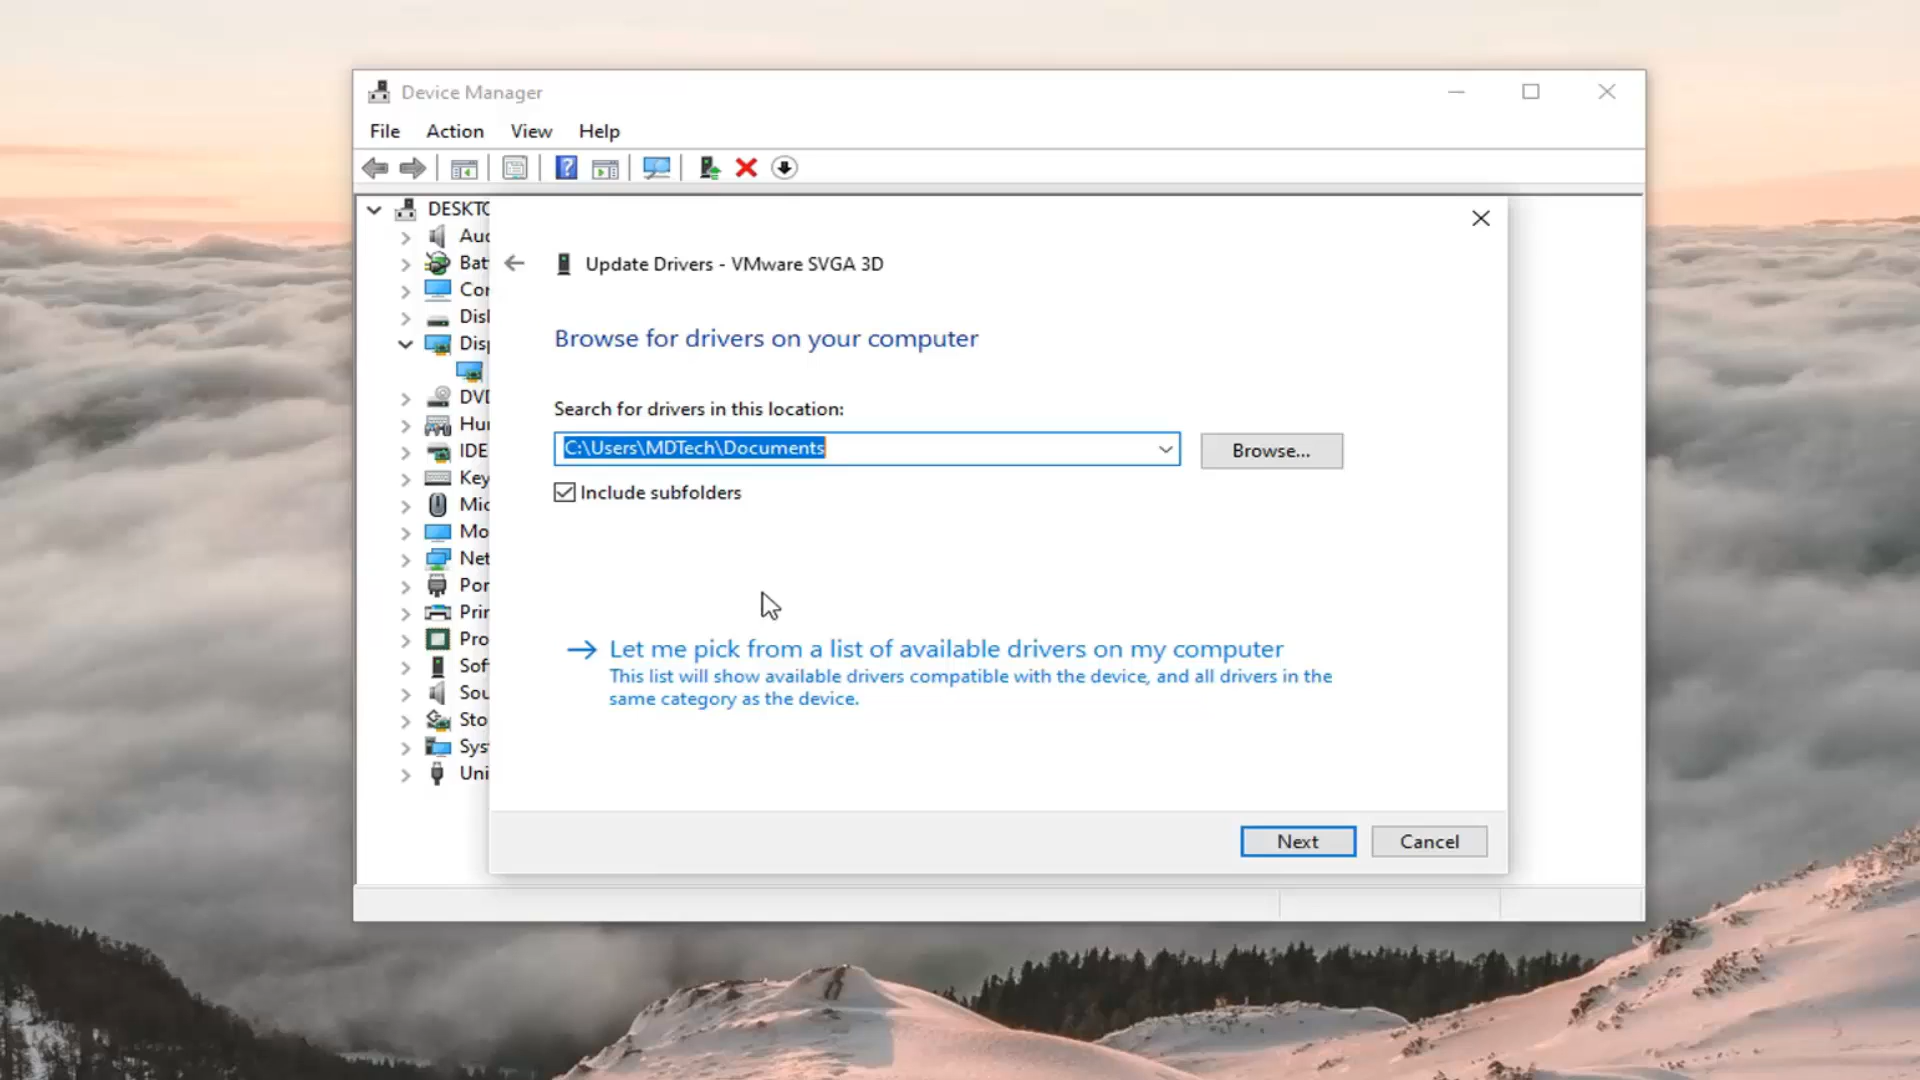 Device Manager
File Action View Help
DESKTO
Update Drivers - VMware SVGA 3D
Browse for drivers on your computer
Search for drivers in this location:
C:\Users\MDTech\Documents
Browse...
Include subfolders
Let me pick from a list of available drivers on my computer
This list will show available drivers compatible with the device, and all drivers in the
same category as the device.
Next Cancel
Aud
Bat
Cor
Disl
Disp
DVD
Hur
IDE
Key
Mic
Mo
Net
Por
Prin
Pro
Sof
Sou
Sto
Sys
Uni